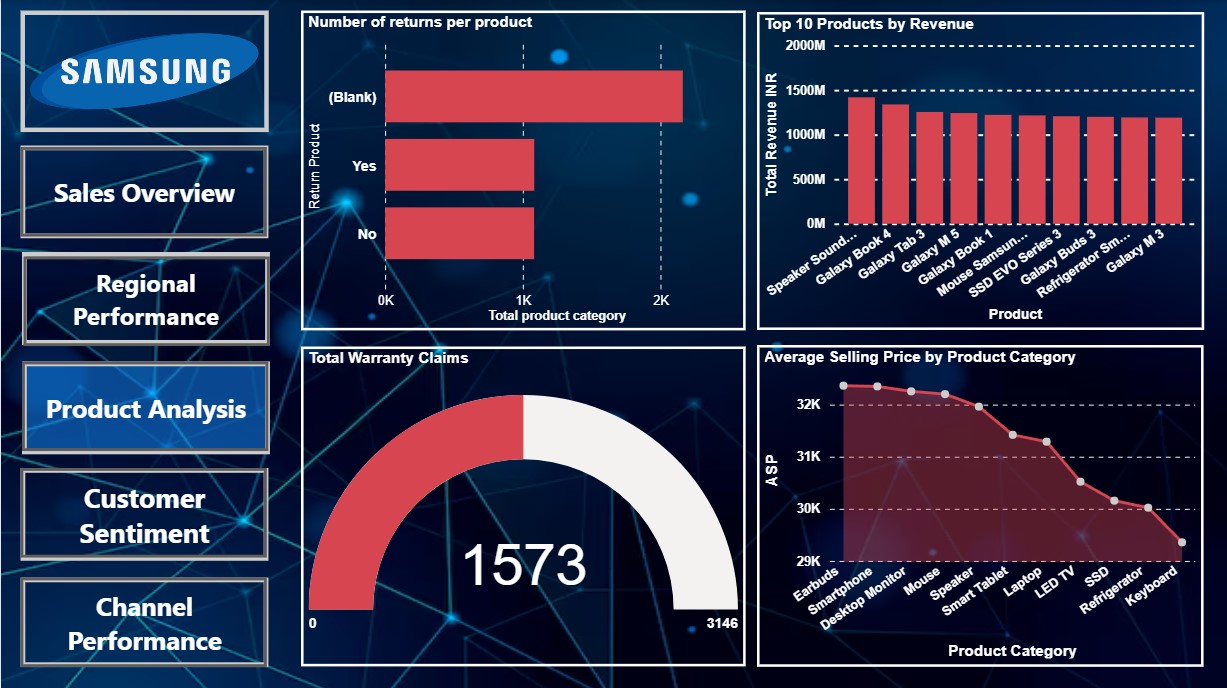 SAMSUNG
Sales Overview
Regional
Performance
Product Analysis
Customer
Sentiment
Channel
Performance
Number of returns per product
Return Product
(Blank)
Yes
No
0K
1K
2K
Total product category
Top 10 Products by Revenue
Total Revenue INR
2000M
1500M
1000M
500M
0M
Speaker Sound...
Galaxy Book 4
Galaxy Tab 3
Galaxy M 5
Galaxy Book 1
Mouse Samsun...
SSD EVO Series 3
Galaxy Buds 3
Refrigerator Sm...
Galaxy M 3
Product
Total Warranty Claims
1573
0
3146
Average Selling Price by Product Category
ASP
32K
31K
30K
29K
Earbuds
Smartphone
Desktop Monitor
Mouse
Speaker
Smart Tablet
Laptop
LED TV
SSD
Refrigerator
Keyboard
Product Category